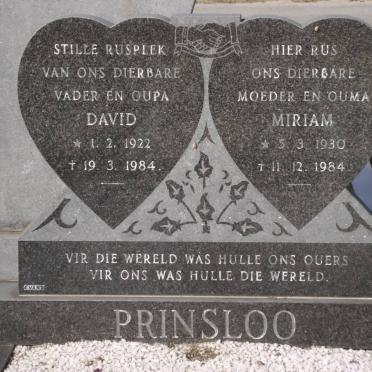 STILLE RUSPLEK
VAN ONS DIERBARE
VADER EN OUPA
DAVID
* 1. 2. 1922
† 19. 3. 1984.
HIER RUS
ONS DIERBARE
MOEDER EN OUMA
MIRIAM
* 5. 3. 1930
† 11. 12. 1984.
VIR DIE WÊRELD WAS HULLE ONS OUERS
VIR ONS WAS HULLE DIE WERELD.
PRINSLOO